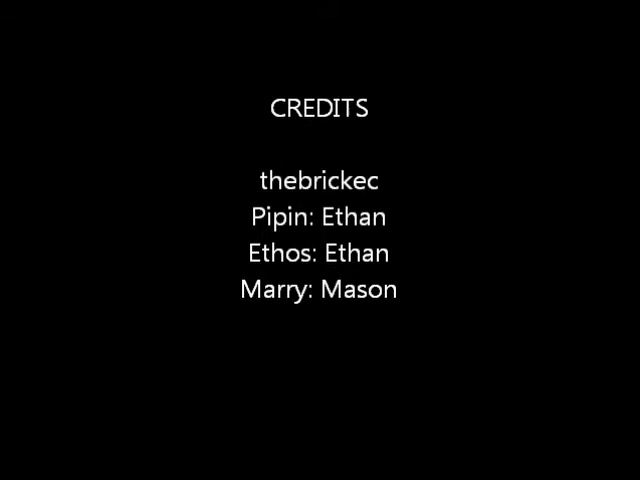 CREDITS
thebrickec
Pipin: Ethan
Ethos: Ethan
Marry: Mason